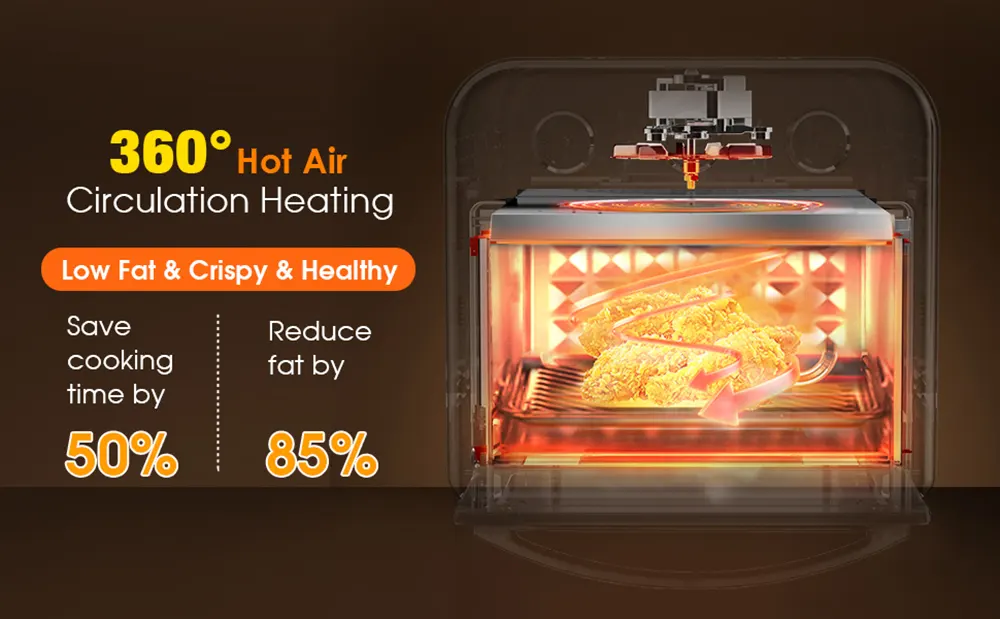 360° Hot Air
Circulation Heating
Low Fat & Crispy & Healthy
Save
cooking
time by
50%
Reduce
fat by
85%